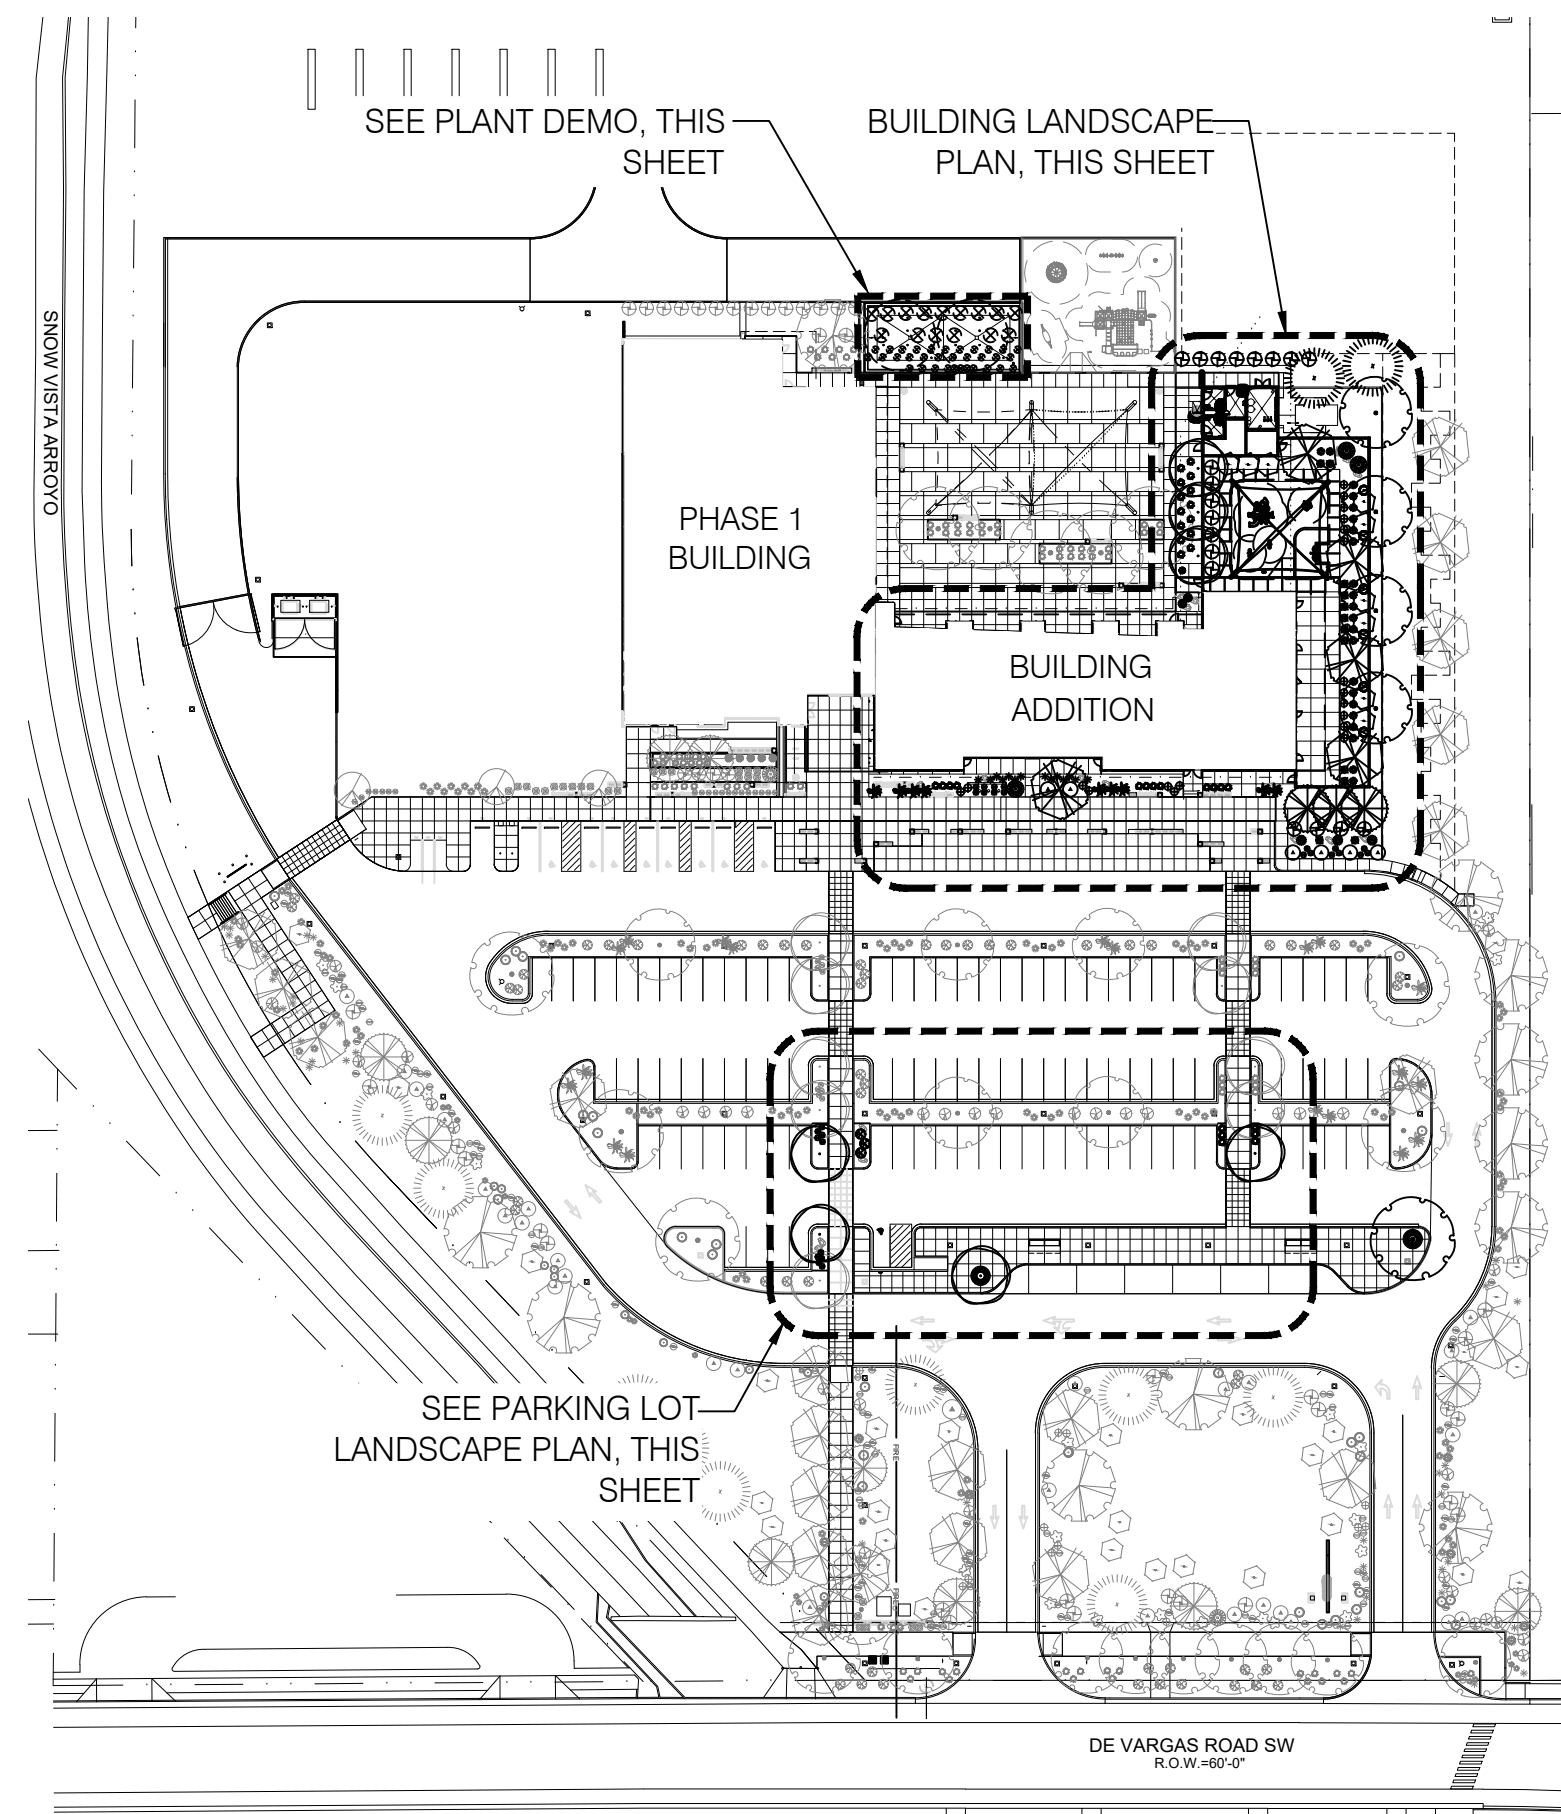 SEE PLANT DEMO, THIS
SHEET
BUILDING LANDSCAPE
PLAN, THIS SHEET
SNOW VISTA ARROYO
PHASE 1
BUILDING
BUILDING
ADDITION
SEE PARKING LOT
LANDSCAPE PLAN, THIS
SHEET
FIRE
DE VARGAS ROAD SW
R.O.W.=60'-0"